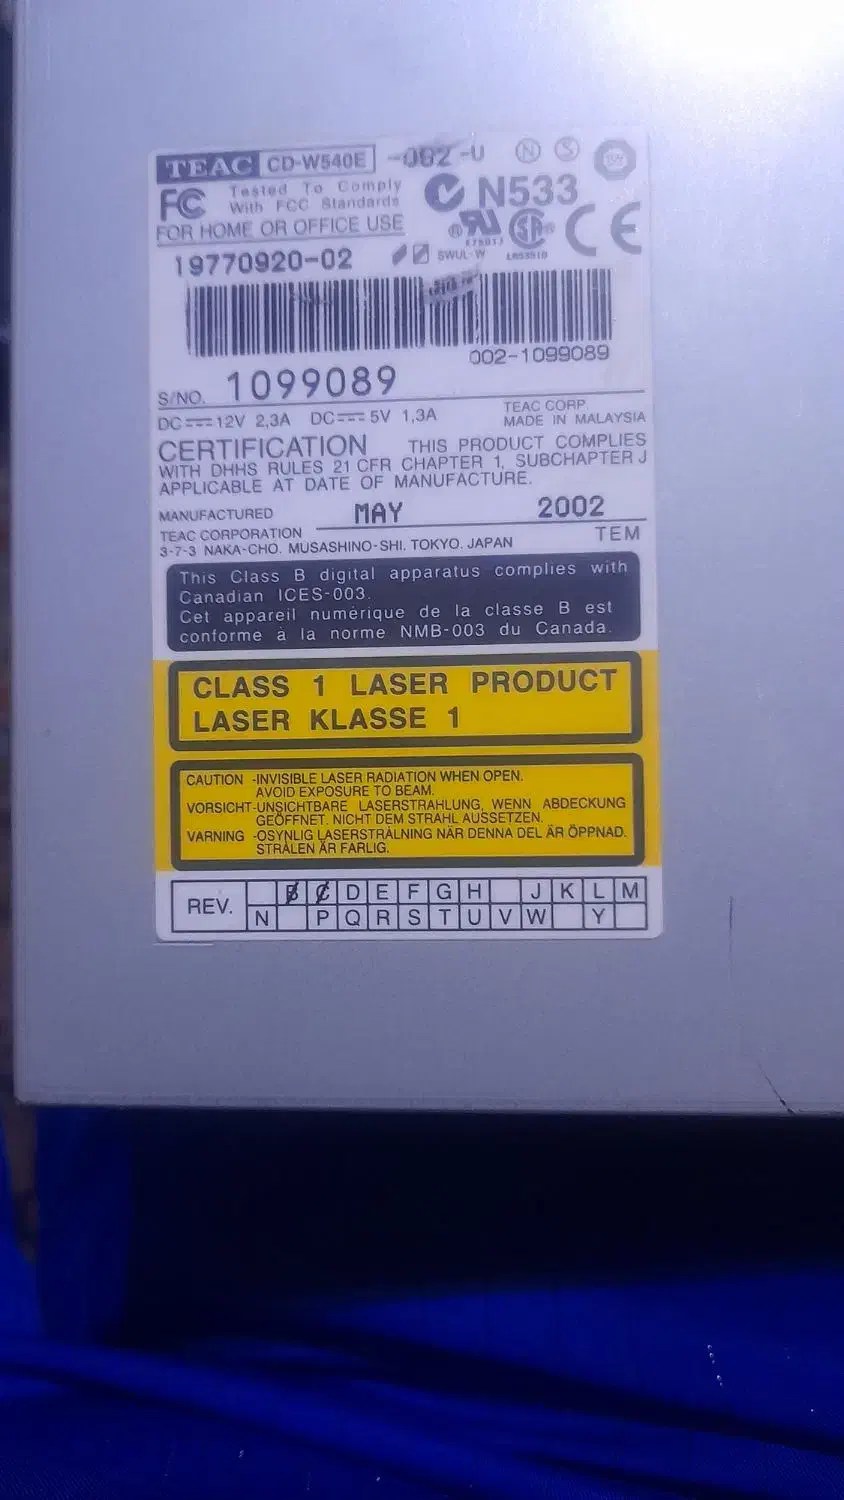 TEAC CD-W540E -002-U N S
FC Tested To Comply
With FCC Standards
N533
FOR HOME OR OFFICE USE
CE
19770920-02 SWUL-W
002-1099089
S/NO. 1099089
DC 12V 2,3A DC 5V 1,3A
TEAC CORP.
MADE IN MALAYSIA
CERTIFICATION THIS PRODUCT COMPLIES
WITH DHHS RULES 21 CFR CHAPTER 1, SUBCHAPTER J
APPLICABLE AT DATE OF MANUFACTURE.
MANUFACTURED MAY 2002
TEAC CORPORATION TEM
3-7-3 NAKA-CHO. MUSASHINO-SHI. TOKYO. JAPAN
This Class B digital apparatus complies with
Canadian ICES-003.
Cet appareil numérique de la classe B est
conforme à la norme NMB-003 du Canada.
CLASS 1 LASER PRODUCT
LASER KLASSE 1
CAUTION -INVISIBLE LASER RADIATION WHEN OPEN.
AVOID EXPOSURE TO BEAM.
VORSICHT-UNSICHTBARE LASERSTRAHLUNG, WENN ABDECKUNG
GEÖFFNET. NICHT DEM STRAHL AUSSETZEN.
VARNING -OSYNLIG LASERSTRÅLNING NÄR DENNA DEL ÄR ÖPPNAD.
STRÅLEN ÄR FARLIG.
REV. B C D E F G H J K L M
N P Q R S T U V W Y